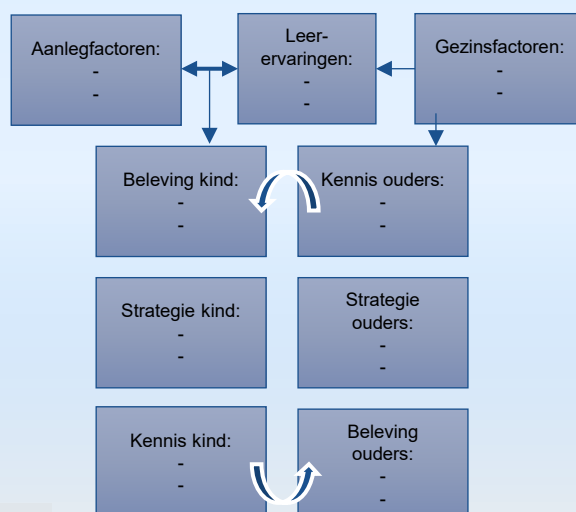 Aanlegfactoren:
-
-
Leer-
ervaringen:
-
-
Gezinsfactoren:
-
-
Beleving kind:
-
-
Kennis ouders:
-
-
Strategie kind:
-
-
Strategie
ouders:
-
-
Kennis kind:
-
-
Beleving
ouders:
-
-